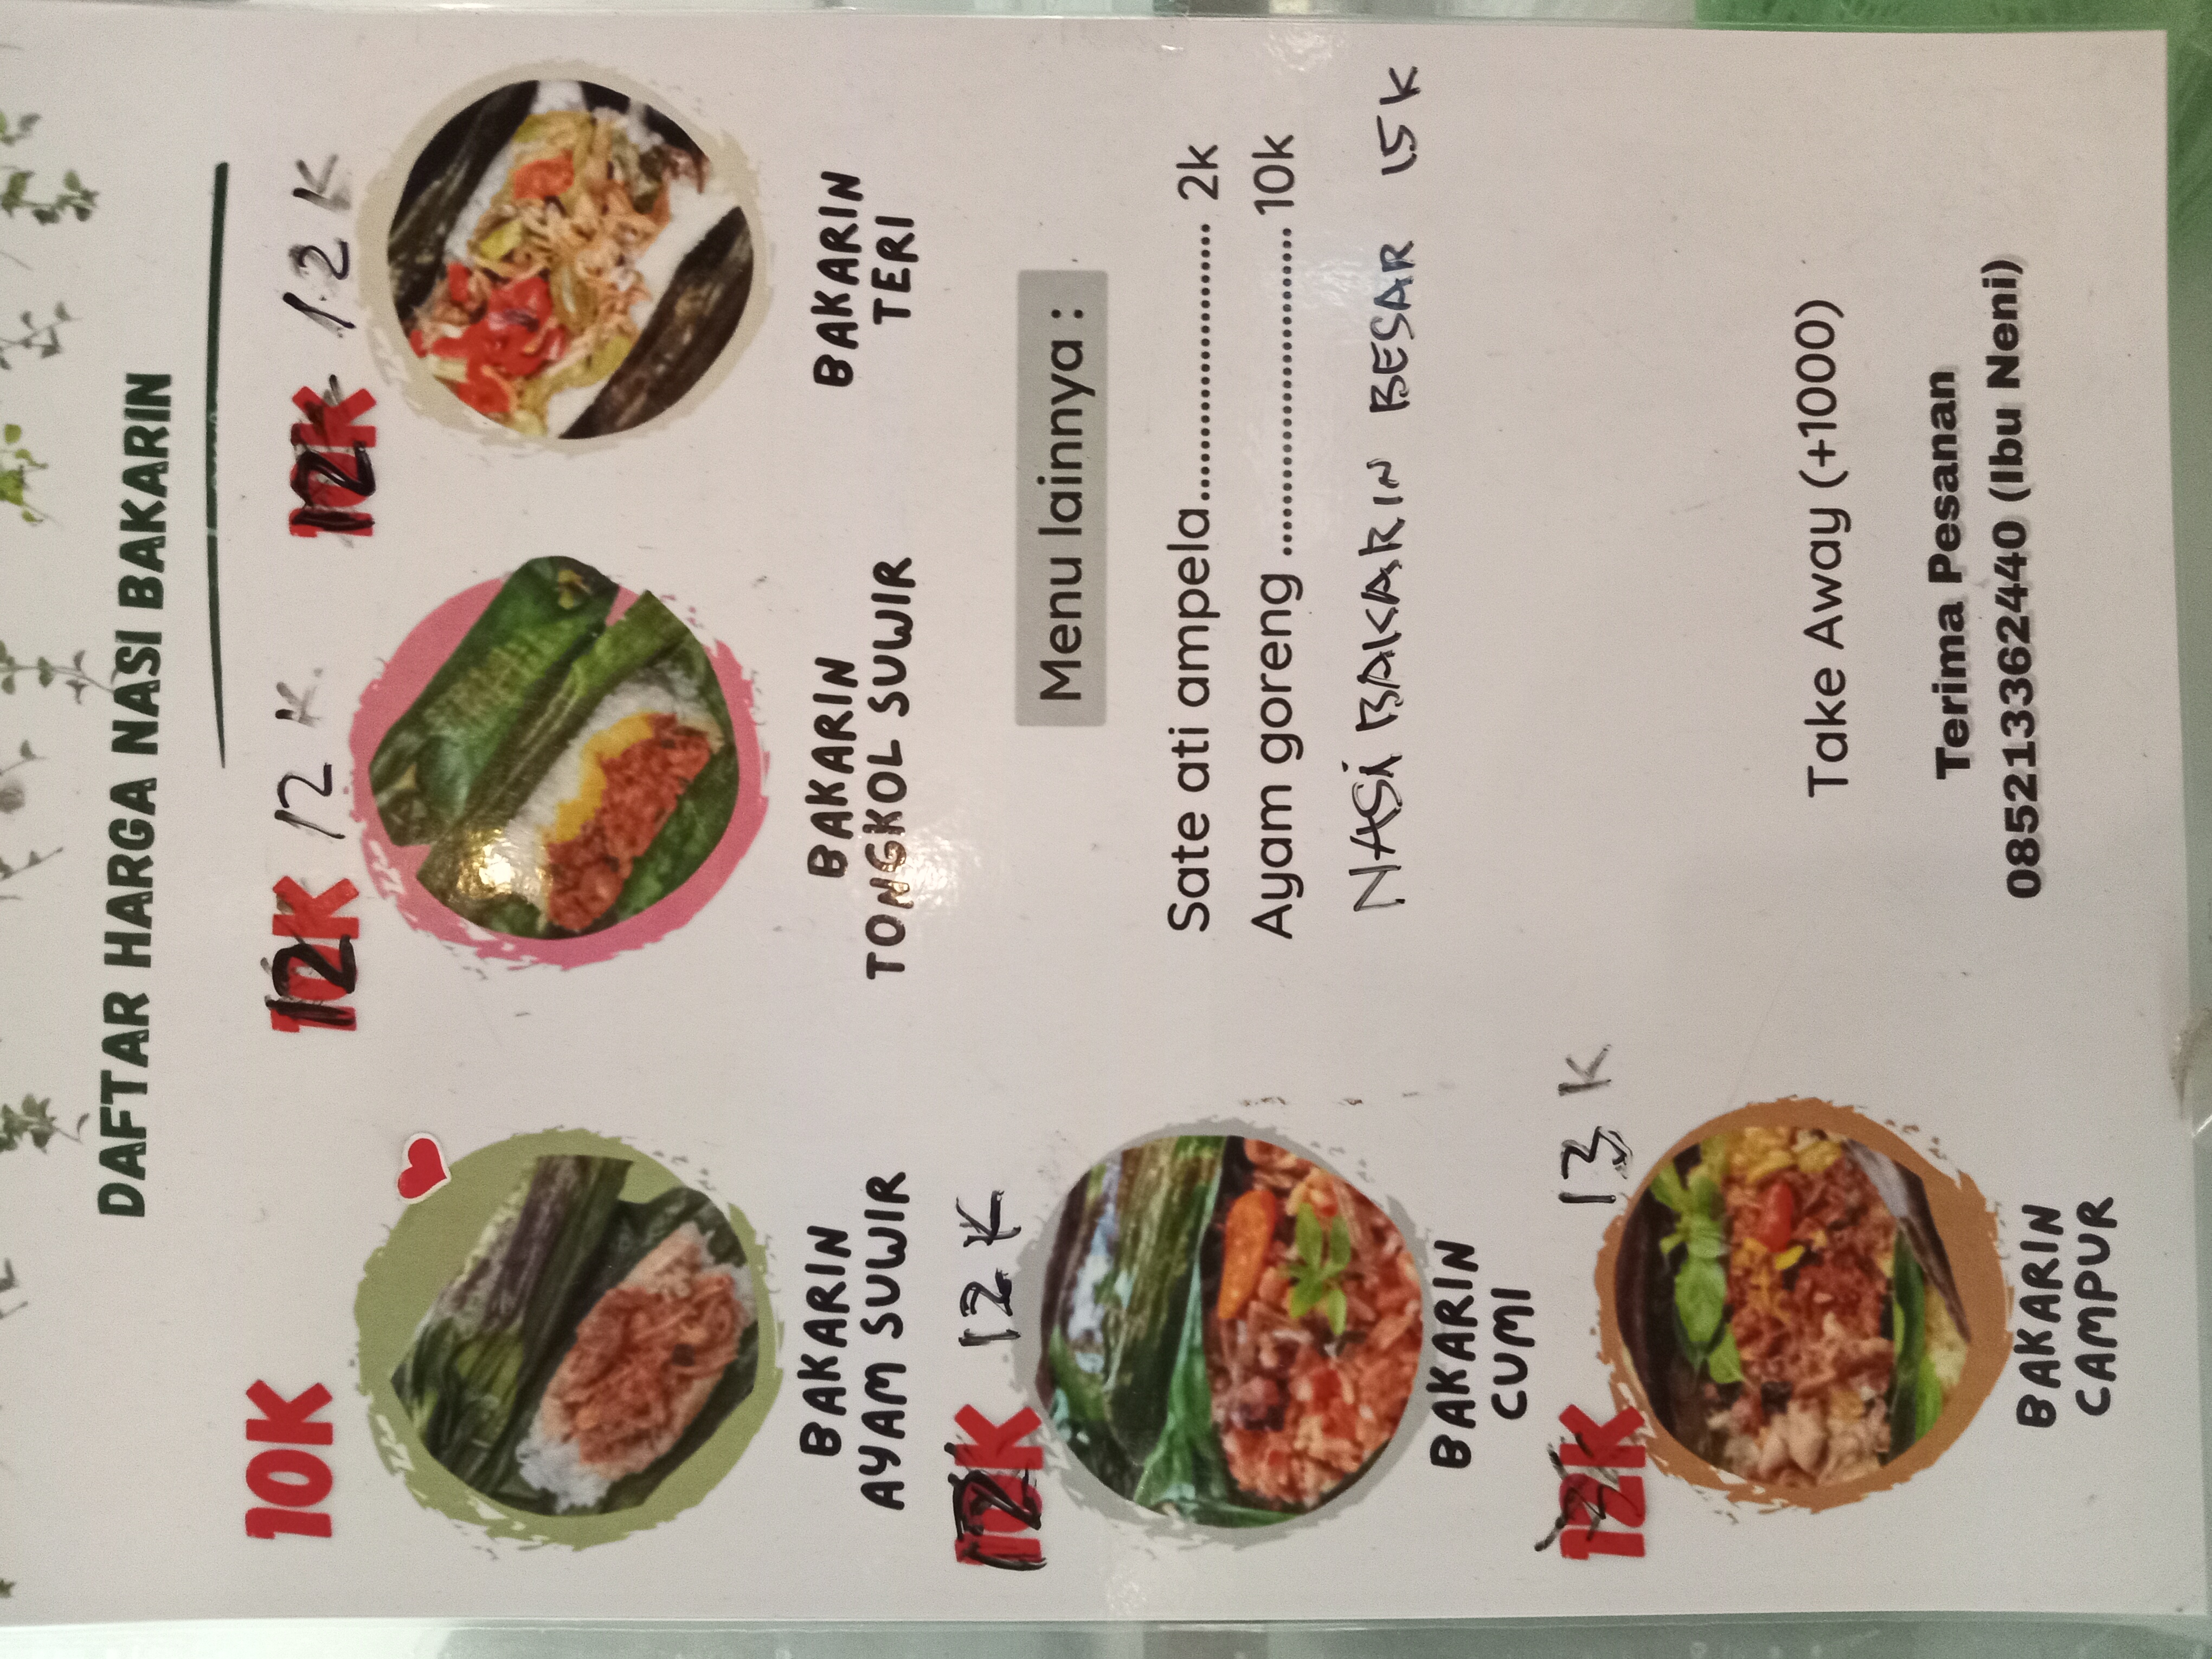 DAFTAR HARGA NASI BAKARIN
10K
12K 12 K
12K 12 K
BAKARIN
AYAM SUWIR
BAKARIN
TONGKOL SUWIR
BAKARIN
TERI
12K 12 K
BAKARIN
CUMI
Menu lainnya :
Sate ati ampela...................... 2k
Ayam goreng .......................... 10k
NASI BAKARIN BESAR 15 K
12K 13 K
BAKARIN
CAMPUR
Take Away (+1000)
Terima Pesanan
085213362440 (Ibu Neni)